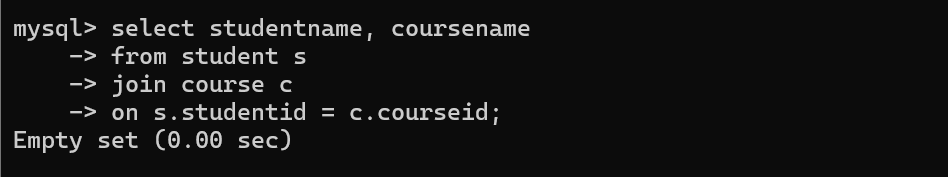 mysql> select studentname, coursename
    -> from student s
    -> join course c
    -> on s.studentid = c.courseid;
Empty set (0.00 sec)